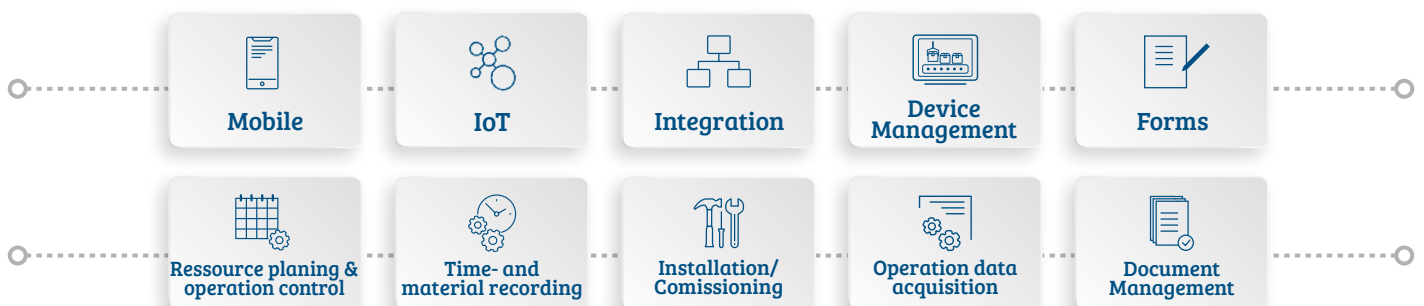 Mobile
IoT
Integration
Device
Management
Forms
Ressource planing &
operation control
Time- and
material recording
Installation/
Comissioning
Operation data
acquisition
Document
Management